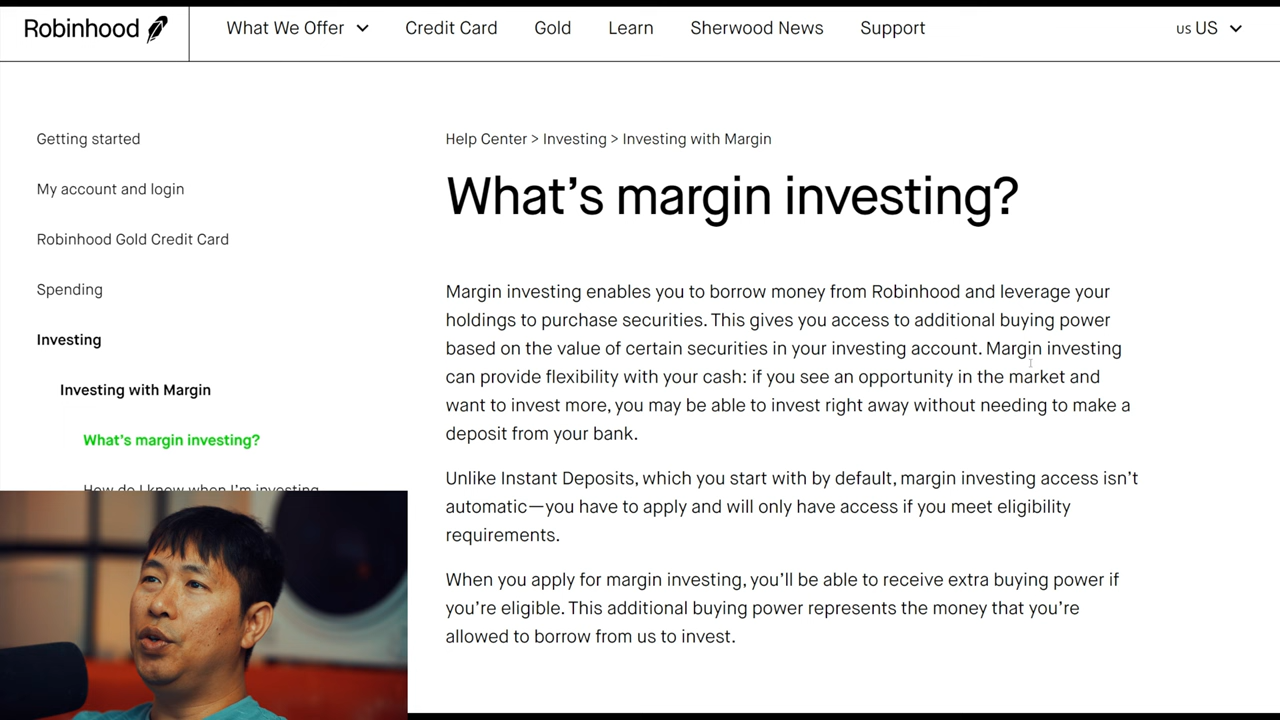 Robinhood
What We Offer
Credit Card
Gold
Learn
Sherwood News
Support
US US
Getting started
My account and login
Robinhood Gold Credit Card
Spending
Investing
Investing with Margin
What's margin investing?
How do I know when I'm investing
Help Center > Investing > Investing with Margin
What's margin investing?
Margin investing enables you to borrow money from Robinhood and leverage your
holdings to purchase securities. This gives you access to additional buying power
based on the value of certain securities in your investing account. Margin investing
can provide flexibility with your cash: if you see an opportunity in the market and
want to invest more, you may be able to invest right away without needing to make a
deposit from your bank.
Unlike Instant Deposits, which you start with by default, margin investing access isn't
automatic—you have to apply and will only have access if you meet eligibility
requirements.
When you apply for margin investing, you'll be able to receive extra buying power if
you're eligible. This additional buying power represents the money that you're
allowed to borrow from us to invest.